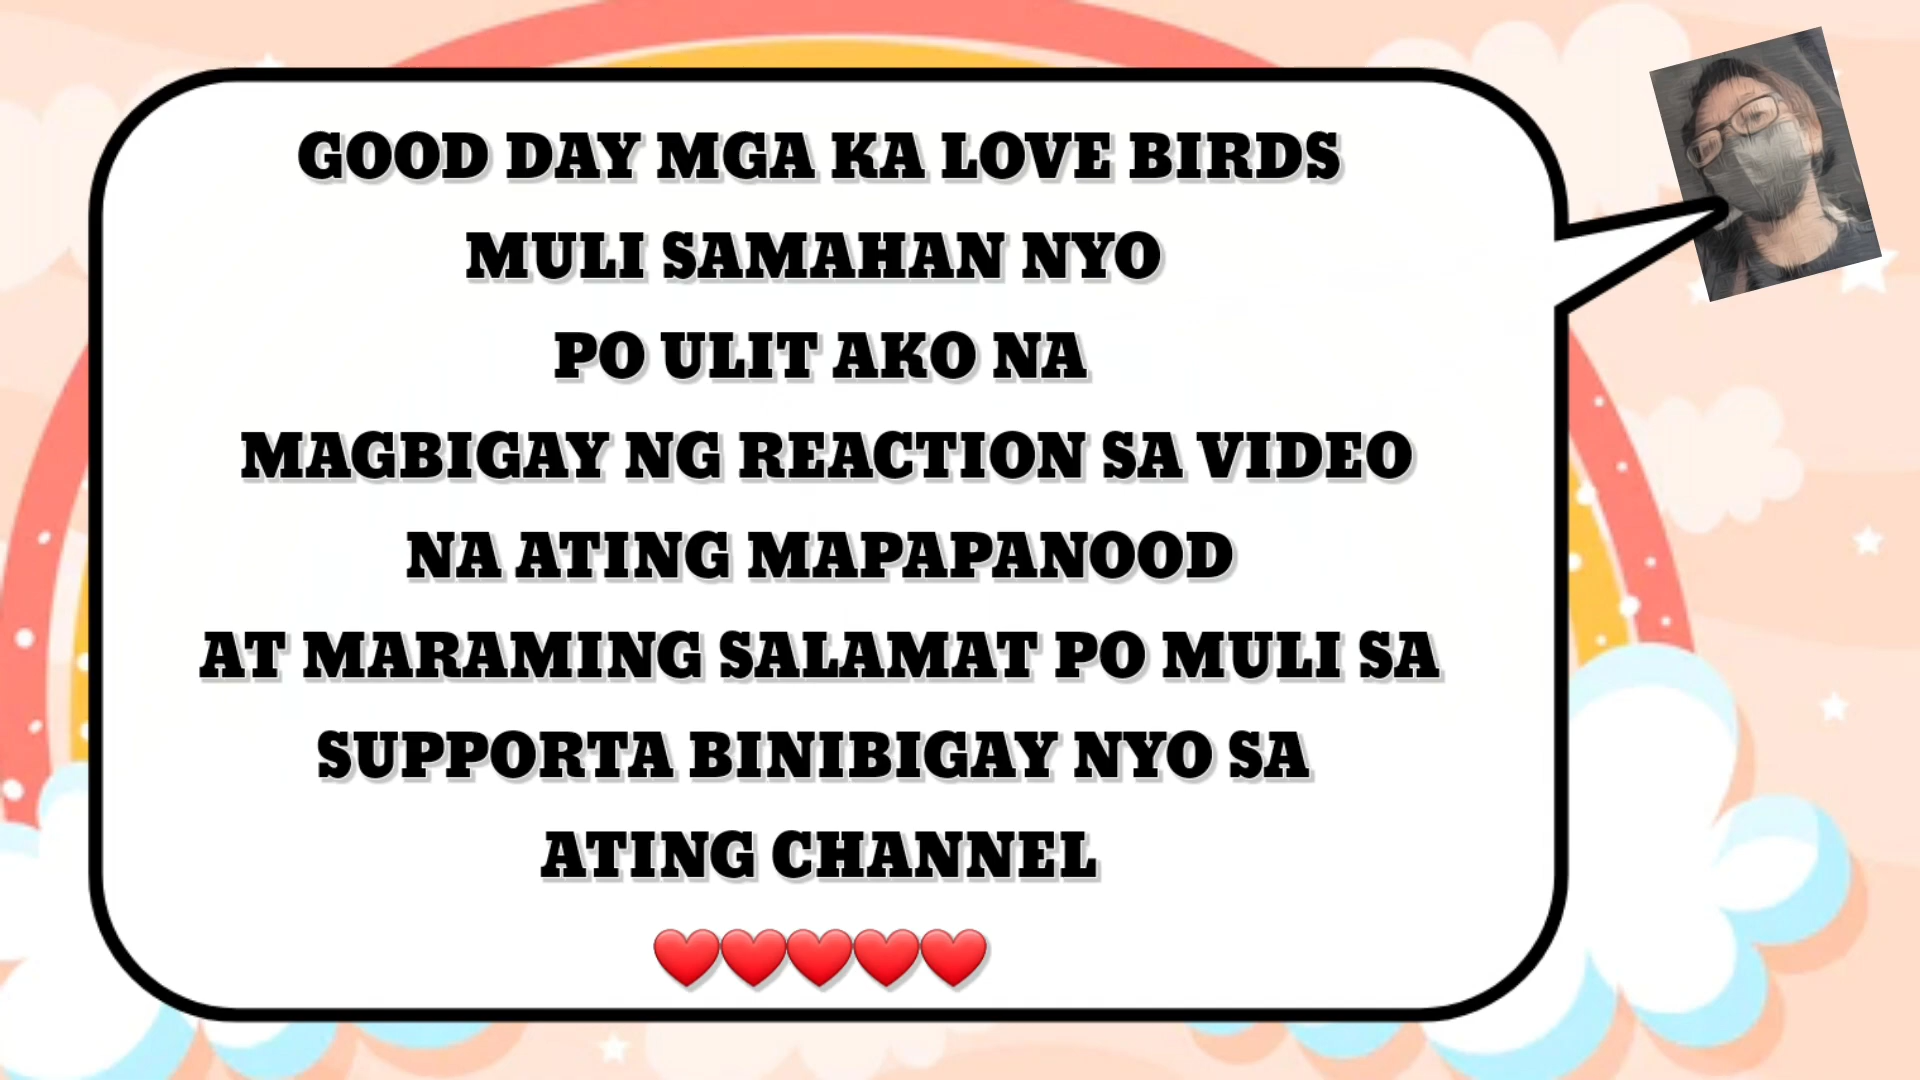 GOOD DAY MGA KA LOVE BIRDS
MULI SAMAHAN NYO
PO ULIT AKO NA
MAGBIGAY NG REACTION SA VIDEO
NA ATING MAPAPANOOD
AT MARAMING SALAMAT PO MULI SA
SUPPORTA BINIBIGAY NYO SA
ATING CHANNEL
❤️❤️❤️❤️❤️